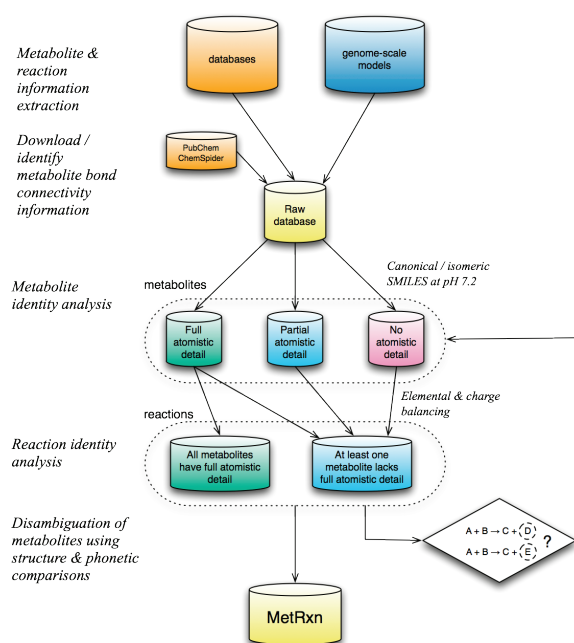 Metabolite &
reaction
information
extraction
databases
genome-scale
models
Download /
identify
metabolite bond
connectivity
information
PubChem
ChemSpider
Raw
database
Canonical / isomeric
SMILES at pH 7.2
Metabolite
identity analysis
metabolites
Full
atomistic
detail
Partial
atomistic
detail
No
atomistic
detail
Elemental & charge
balancing
reactions
Reaction identity
analysis
All metabolites
have full atomistic
detail
At least one
metabolite lacks
full atomistic detail
Disambiguation of
metabolites using
structure & phonetic
comparisons
A + B → C + D
A + B → C + E
?
MetRxn